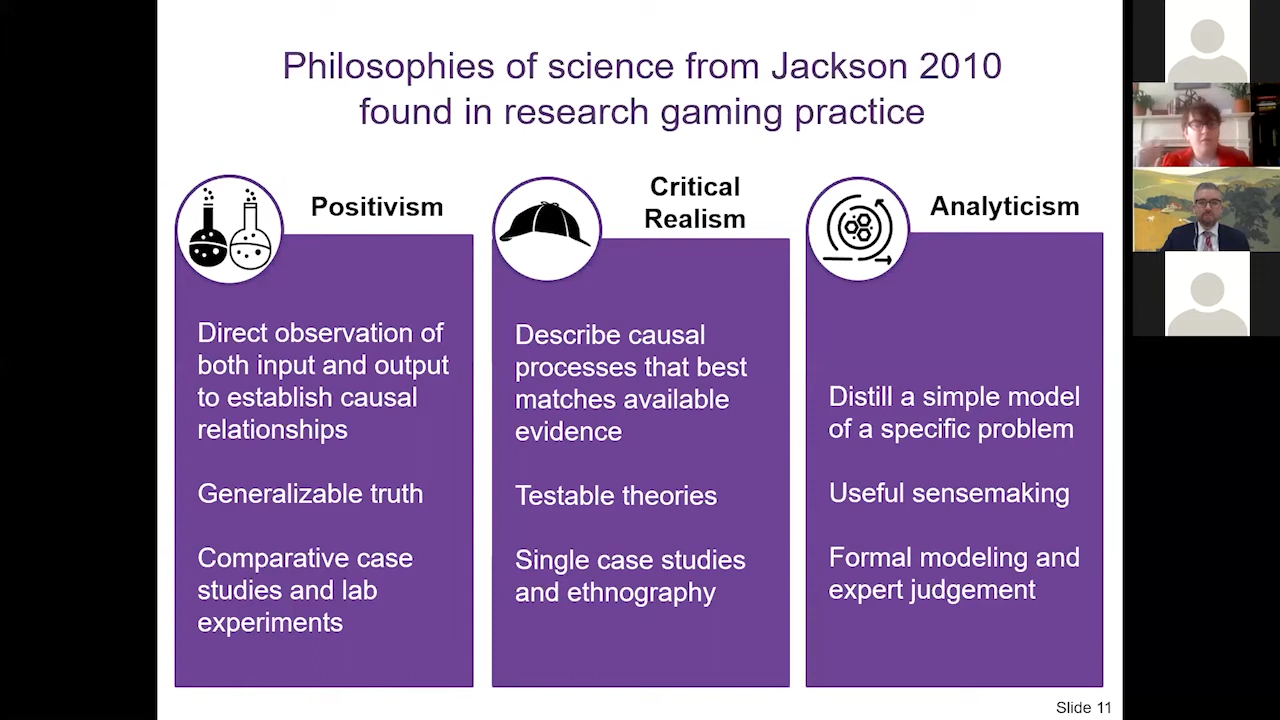 Philosophies of science from Jackson 2010
found in research gaming practice
Positivism
Direct observation of
both input and output
to establish causal
relationships
Generalizable truth
Comparative case
studies and lab
experiments
Critical
Realism
Describe causal
processes that best
matches available
evidence
Testable theories
Single case studies
and ethnography
Analyticism
Distill a simple model
of a specific problem
Useful sensemaking
Formal modeling and
expert judgement
Slide 11